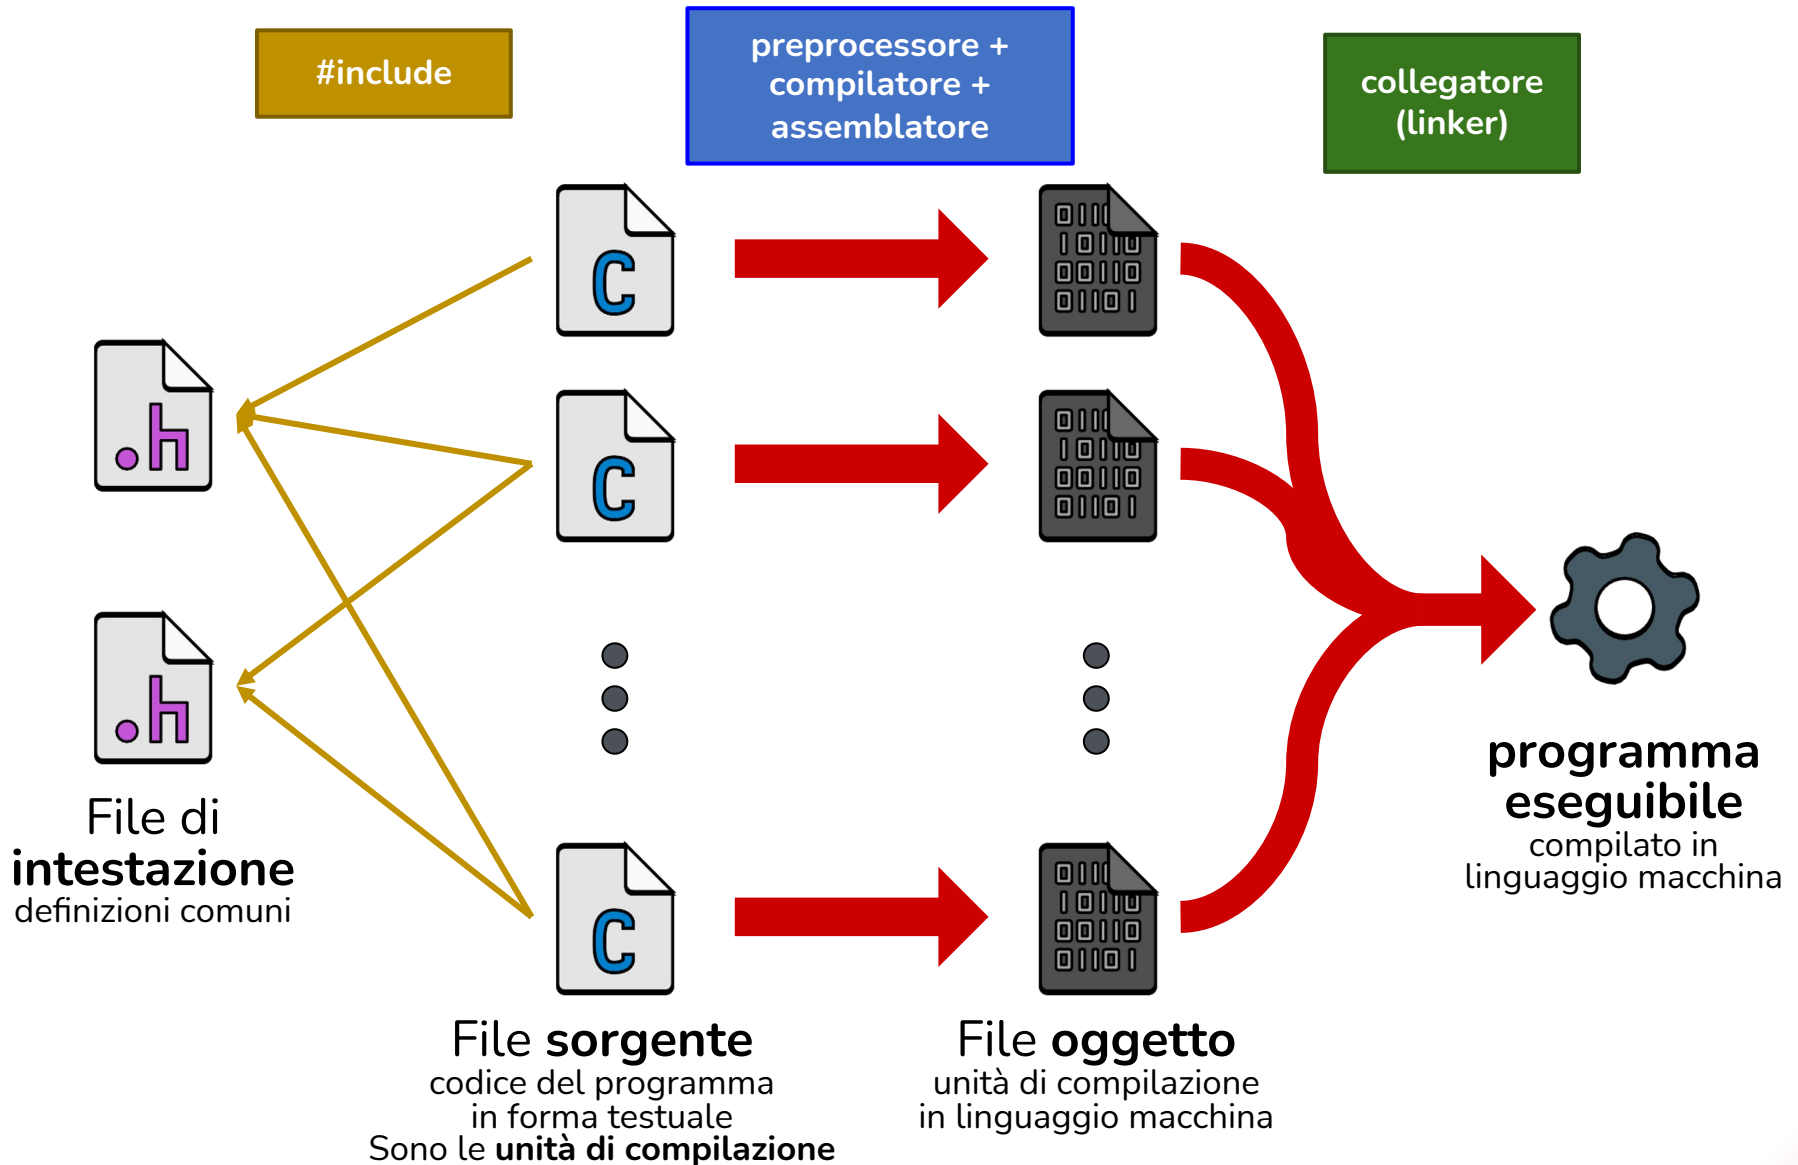 #include
preprocessore +
compilatore +
assemblatore
collegatore
(linker)
C
.h
C
.h
C
File di
intestazione
definizioni comuni
File sorgente
codice del programma
in forma testuale
Sono le unità di compilazione
File oggetto
unità di compilazione
in linguaggio macchina
programma
eseguibile
compilato in
linguaggio macchina